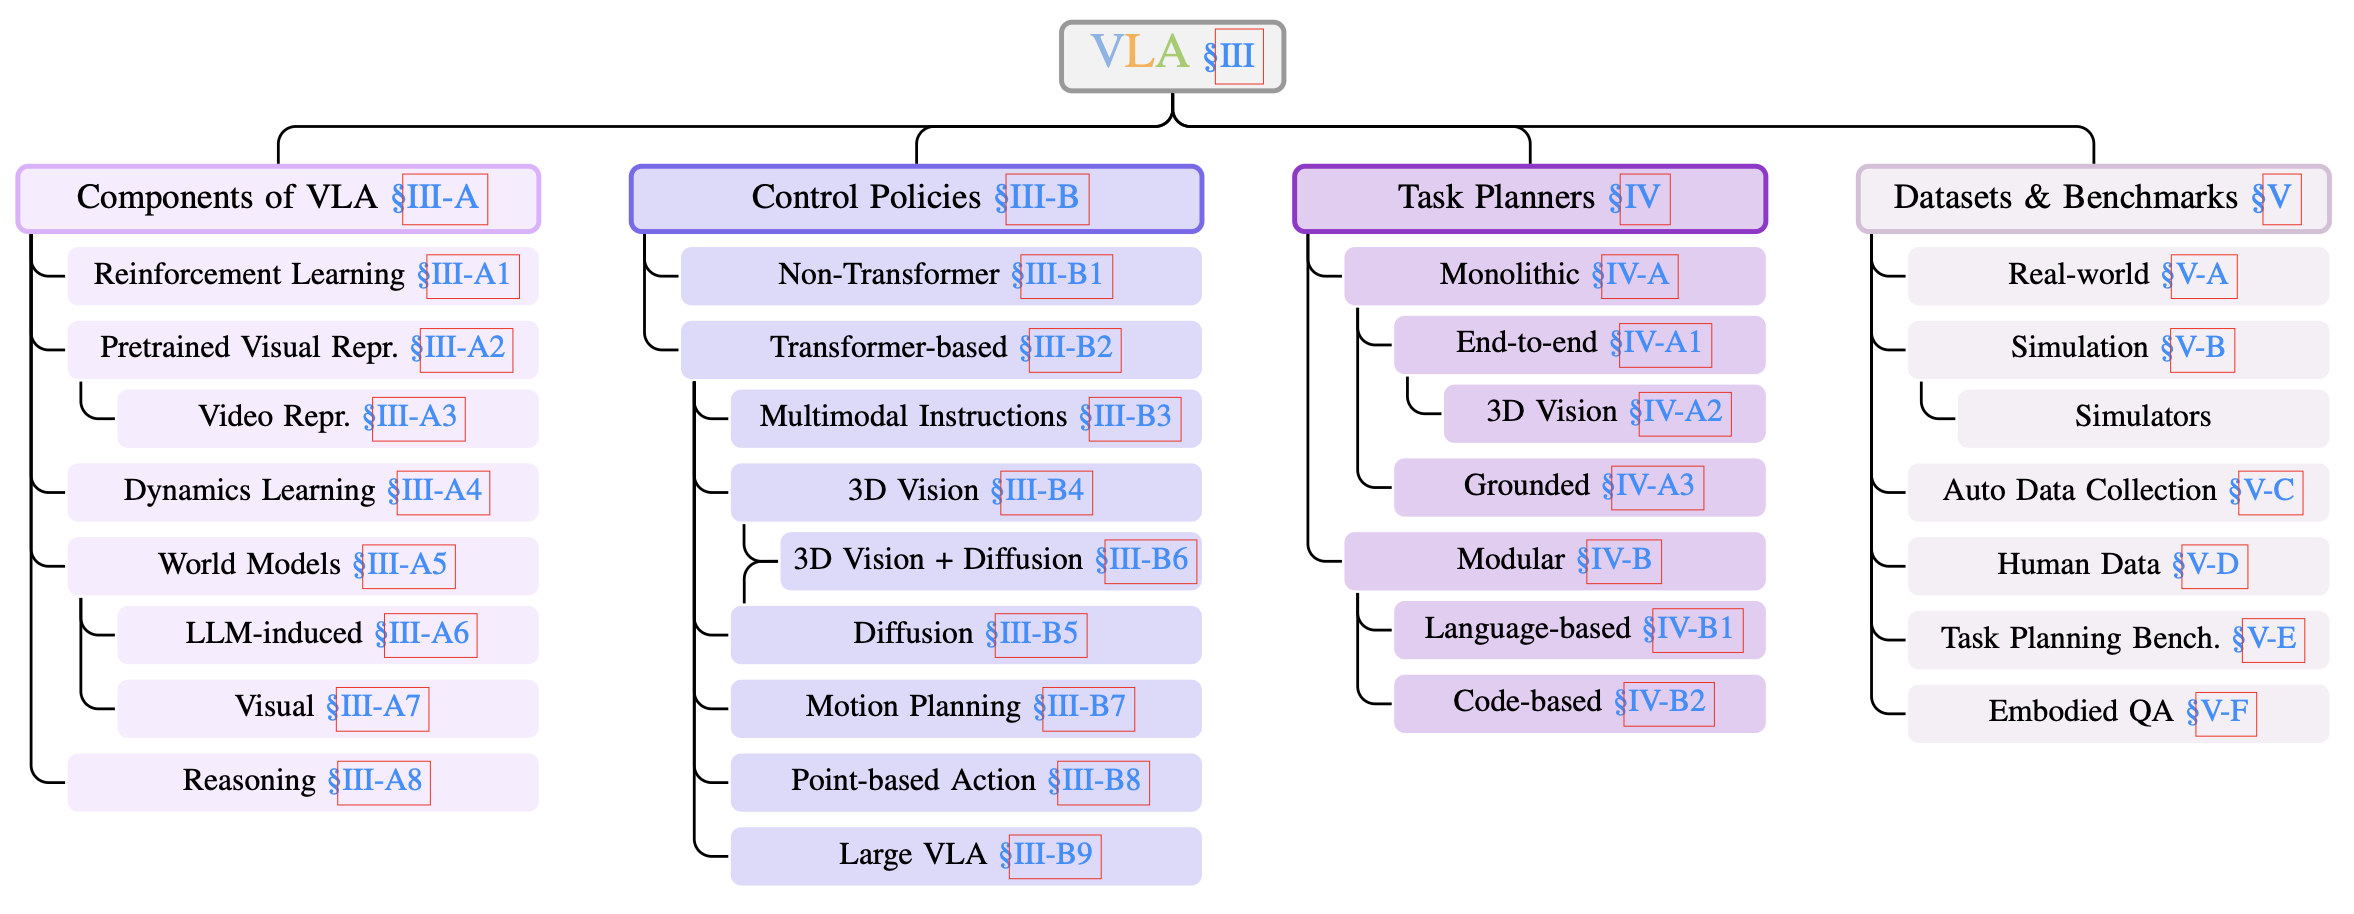 VLA §III
Components of VLA §III-A
Reinforcement Learning §III-A1
Pretrained Visual Repr. §III-A2
Video Repr. §III-A3
Dynamics Learning §III-A4
World Models §III-A5
LLM-induced §III-A6
Visual §III-A7
Reasoning §III-A8
Control Policies §III-B
Non-Transformer §III-B1
Transformer-based §III-B2
Multimodal Instructions §III-B3
3D Vision §III-B4
3D Vision + Diffusion §III-B6
Diffusion §III-B5
Motion Planning §III-B7
Point-based Action §III-B8
Large VLA §III-B9
Task Planners §IV
Monolithic §IV-A
End-to-end §IV-A1
3D Vision §IV-A2
Grounded §IV-A3
Modular §IV-B
Language-based §IV-B1
Code-based §IV-B2
Datasets & Benchmarks §V
Real-world §V-A
Simulation §V-B
Simulators
Auto Data Collection §V-C
Human Data §V-D
Task Planning Bench. §V-E
Embodied QA §V-F